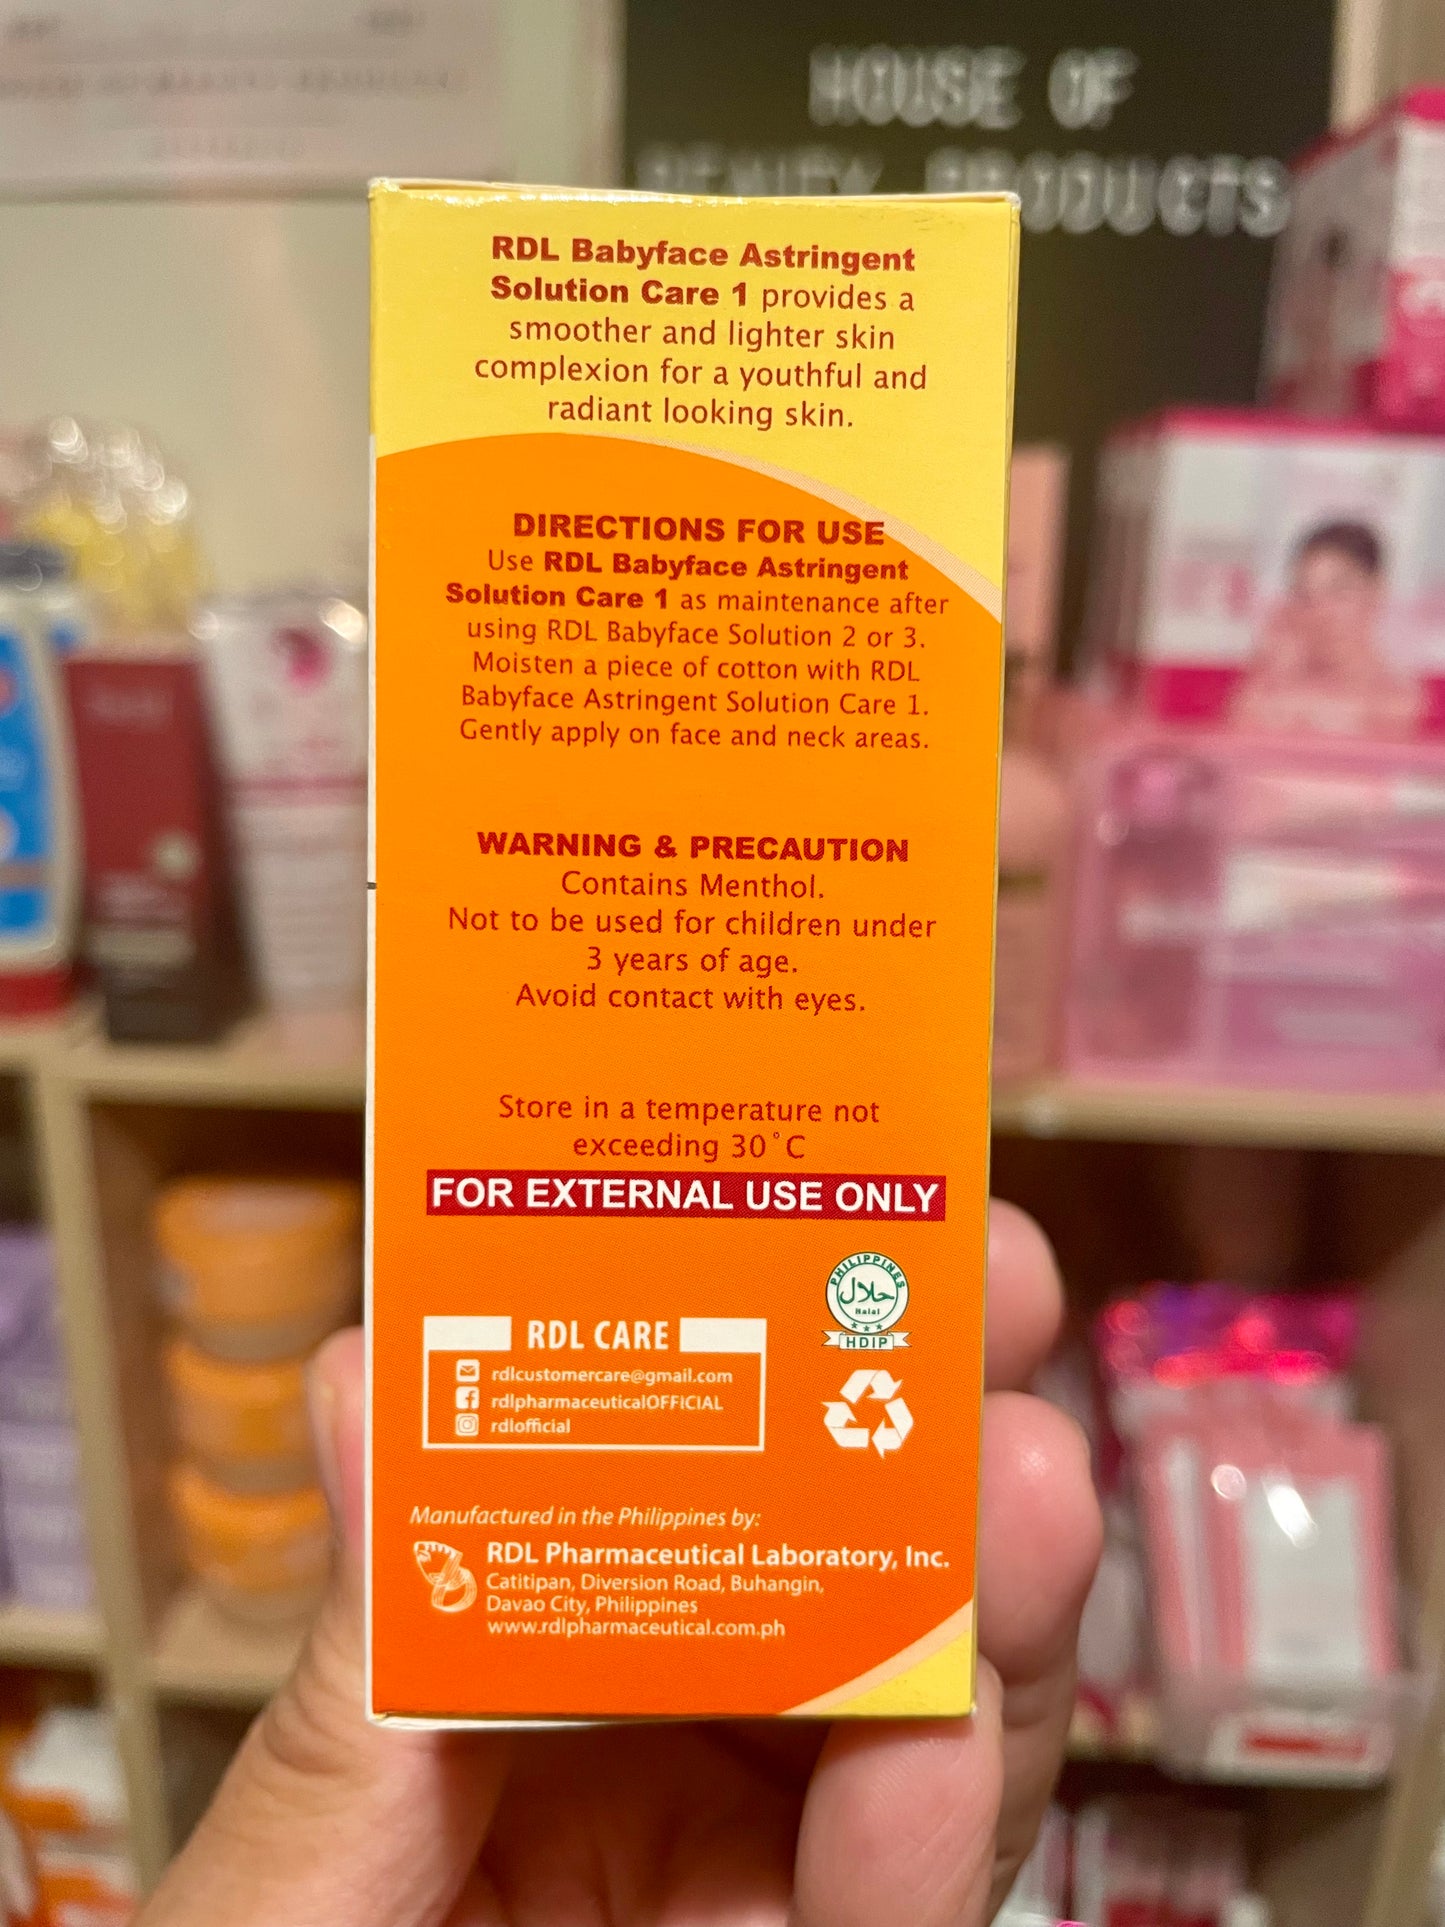 HOUSE OF
BEAUTY PRODUCTS
RDL Babyface Astringent
Solution Care 1 provides a
smoother and lighter skin
complexion for a youthful and
radiant looking skin.
DIRECTIONS FOR USE
Use RDL Babyface Astringent
Solution Care 1 as maintenance after
using RDL Babyface Solution 2 or 3.
Moisten a piece of cotton with RDL
Babyface Astringent Solution Care 1.
Gently apply on face and neck areas.
WARNING & PRECAUTION
Contains Menthol.
Not to be used for children under
3 years of age.
Avoid contact with eyes.
Store in a temperature not
exceeding 30°C
FOR EXTERNAL USE ONLY
PHILIPPINES
حلال
Halal
HDIP
RDL CARE
rdlcustomercare@gmail.com
rdlpharmaceuticalOFFICIAL
rdlofficial
Manufactured in the Philippines by:
RDL Pharmaceutical Laboratory, Inc.
Catitipan, Diversion Road, Buhangin,
Davao City, Philippines
www.rdlpharmaceutical.com.ph